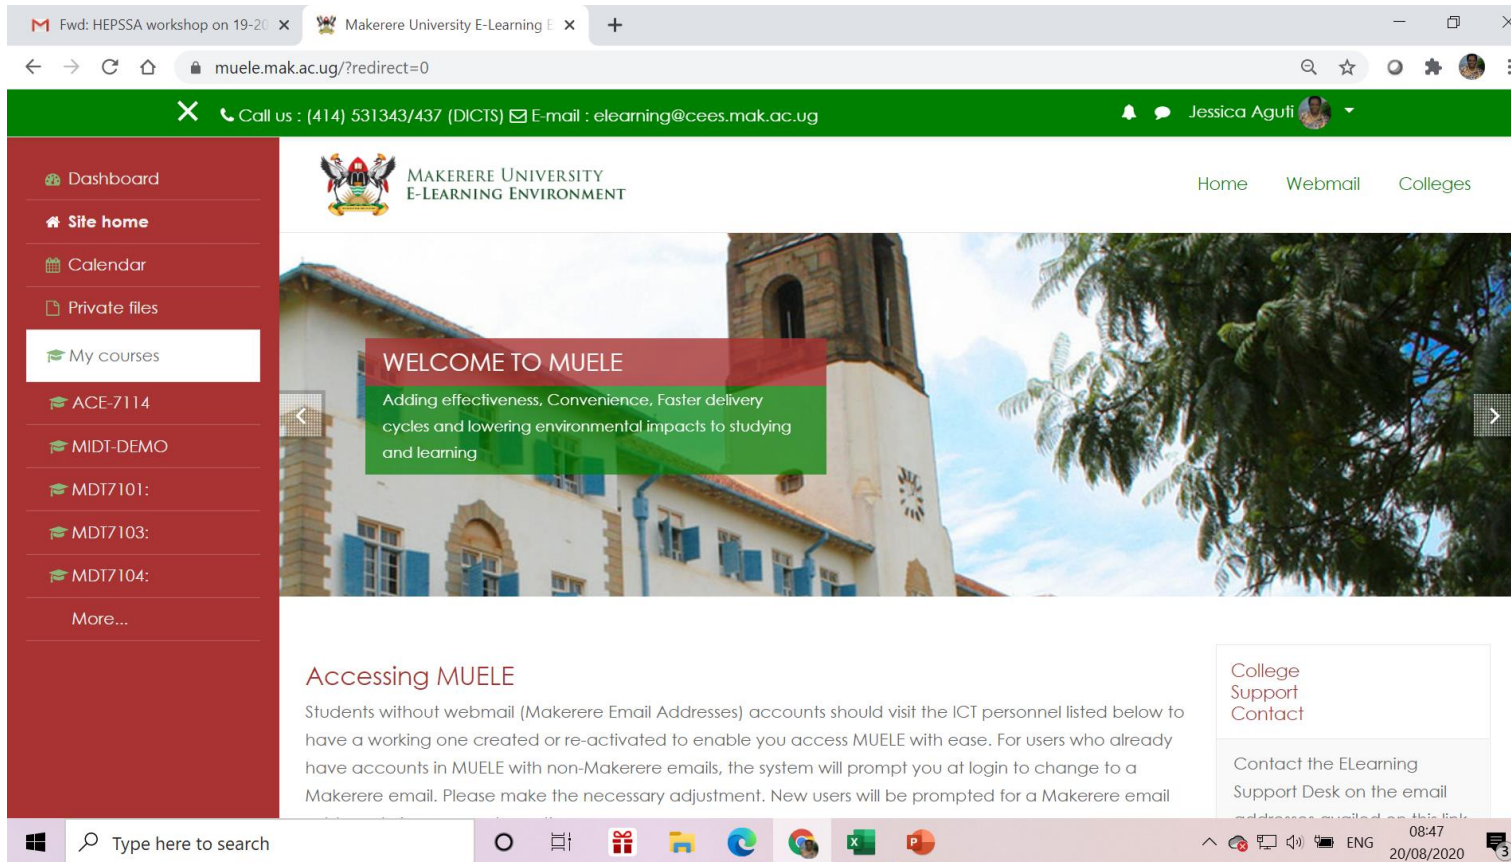 Fwd: HEPSSA workshop on 19-20
Makerere University E-Learning E
muele.mak.ac.ug/?redirect=0
Call us : (414) 531343/437 (DICTS) E-mail : elearning@cees.mak.ac.ug
Jessica Aguti
Dashboard
Site home
Calendar
Private files
My courses
ACE-7114
MIDT-DEMO
MDT7101:
MDT7103:
MDT7104:
More...
MAKERERE UNIVERSITY
E-LEARNING ENVIRONMENT
Home Webmail Colleges
WELCOME TO MUELE
Adding effectiveness, Convenience, Faster delivery
cycles and lowering environmental impacts to studying
and learning
Accessing MUELE
Students without webmail (Makerere Email Addresses) accounts should visit the ICT personnel listed below to
have a working one created or re-activated to enable you access MUELE with ease. For users who already
have accounts in MUELE with non-Makerere emails, the system will prompt you at login to change to a
Makerere email. Please make the necessary adjustment. New users will be prompted for a Makerere email
College
Support
Contact
Contact the ELearning
Support Desk on the email
addresses availed on this link
Type here to search
ENG
08:47
20/08/2020
3